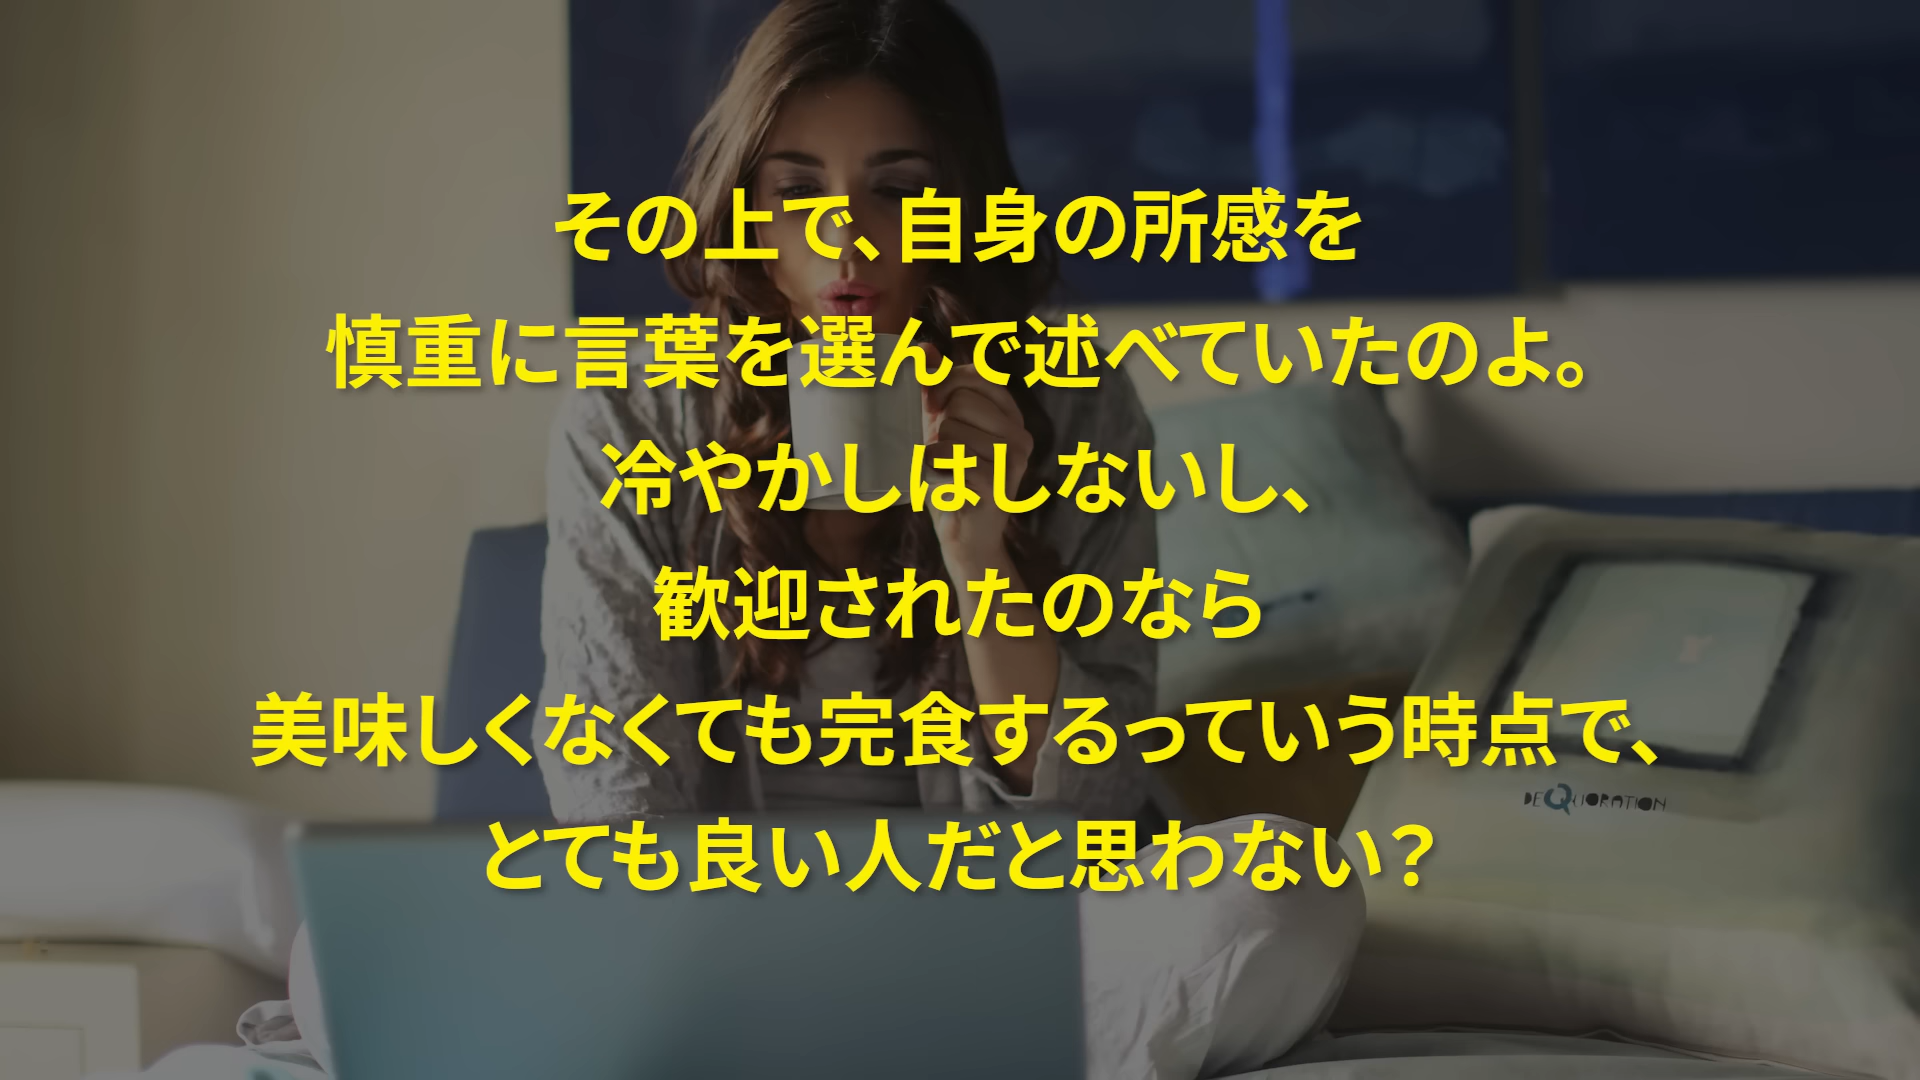 その上で、自身の所感を
慎重に言葉を選んで述べていたのよ。
冷やかしはしないし、
歓迎されたのなら
美味しくなくても完食するっていう時点で、
とても良い人だと思わない？
DEQUORATION